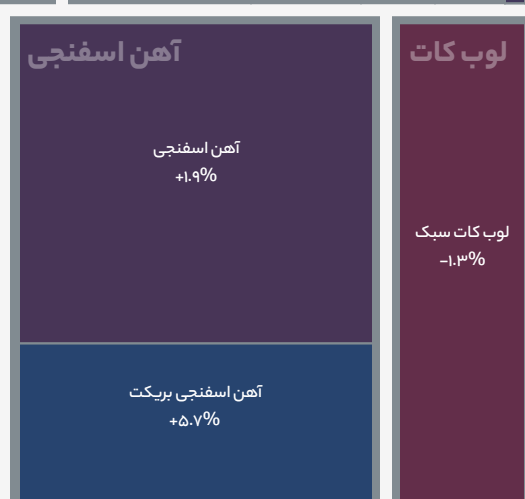 لوب کات
لوب کات سبک
-۱.۳%
آهن اسفنجی
آهن اسفنجی
+۱.۹%
آهن اسفنجی بریکت
+۵.۷%